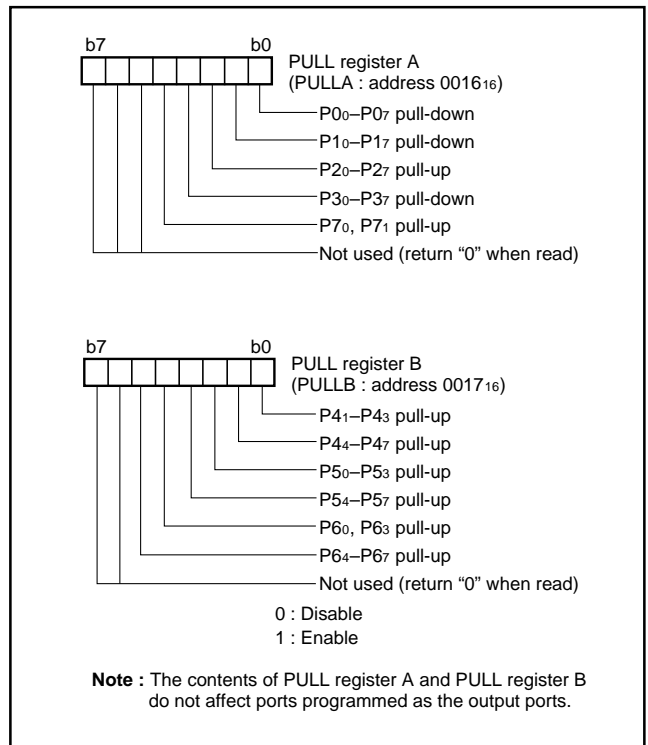 b7 b0
PULL register A
(PULLA : address 0016₁₆)
P0₀–P0₇ pull-down
P1₀–P1₇ pull-down
P2₀–P2₇ pull-up
P3₀–P3₇ pull-down
P7₀, P7₁ pull-up
Not used (return “0” when read)
b7 b0
PULL register B
(PULLB : address 0017₁₆)
P4₁–P4₃ pull-up
P4₄–P4₇ pull-up
P5₀–P5₃ pull-up
P5₄–P5₇ pull-up
P6₀, P6₃ pull-up
P6₄–P6₇ pull-up
Not used (return “0” when read)
0 : Disable
1 : Enable
Note : The contents of PULL register A and PULL register B
do not affect ports programmed as the output ports.